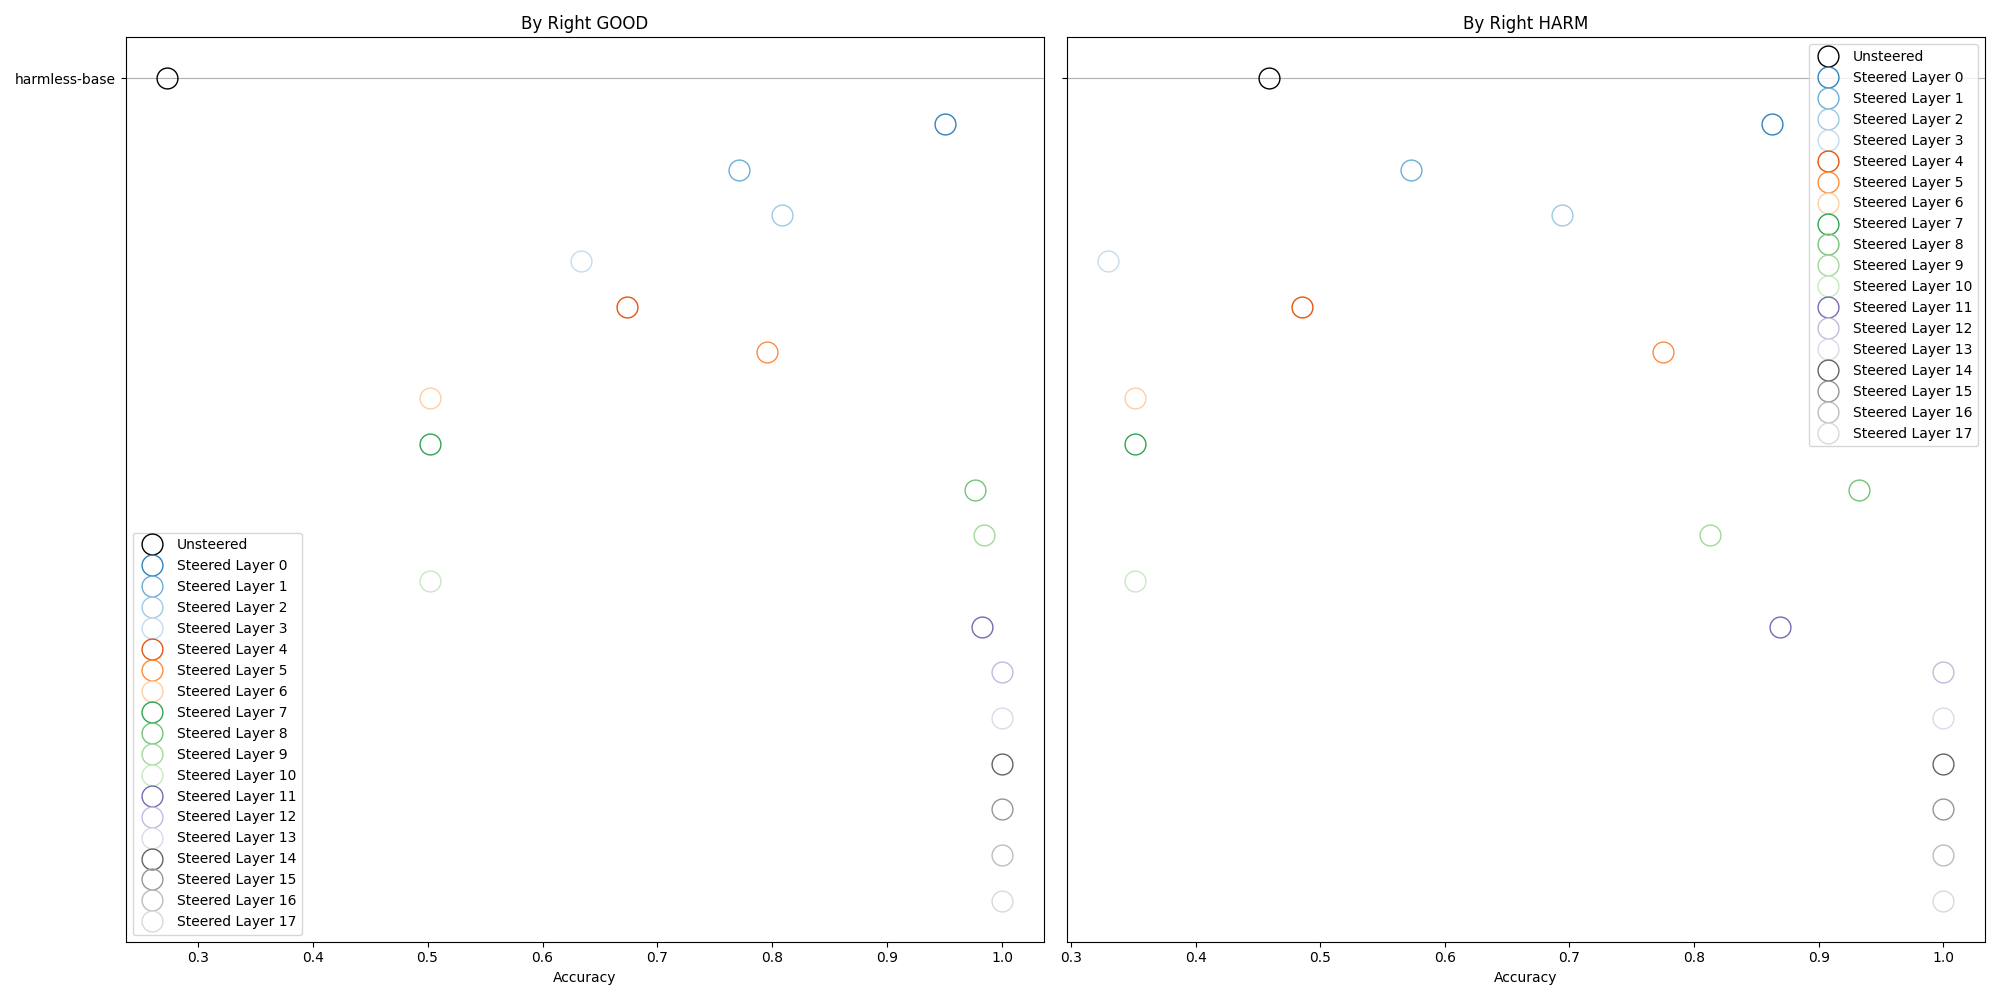 By Right GOOD
harmless-base
Unsteered
Steered Layer 0
Steered Layer 1
Steered Layer 2
Steered Layer 3
Steered Layer 4
Steered Layer 5
Steered Layer 6
Steered Layer 7
Steered Layer 8
Steered Layer 9
Steered Layer 10
Steered Layer 11
Steered Layer 12
Steered Layer 13
Steered Layer 14
Steered Layer 15
Steered Layer 16
Steered Layer 17
0.3 0.4 0.5 0.6 0.7 0.8 0.9 1.0
Accuracy
By Right HARM
Unsteered
Steered Layer 0
Steered Layer 1
Steered Layer 2
Steered Layer 3
Steered Layer 4
Steered Layer 5
Steered Layer 6
Steered Layer 7
Steered Layer 8
Steered Layer 9
Steered Layer 10
Steered Layer 11
Steered Layer 12
Steered Layer 13
Steered Layer 14
Steered Layer 15
Steered Layer 16
Steered Layer 17
0.3 0.4 0.5 0.6 0.7 0.8 0.9 1.0
Accuracy